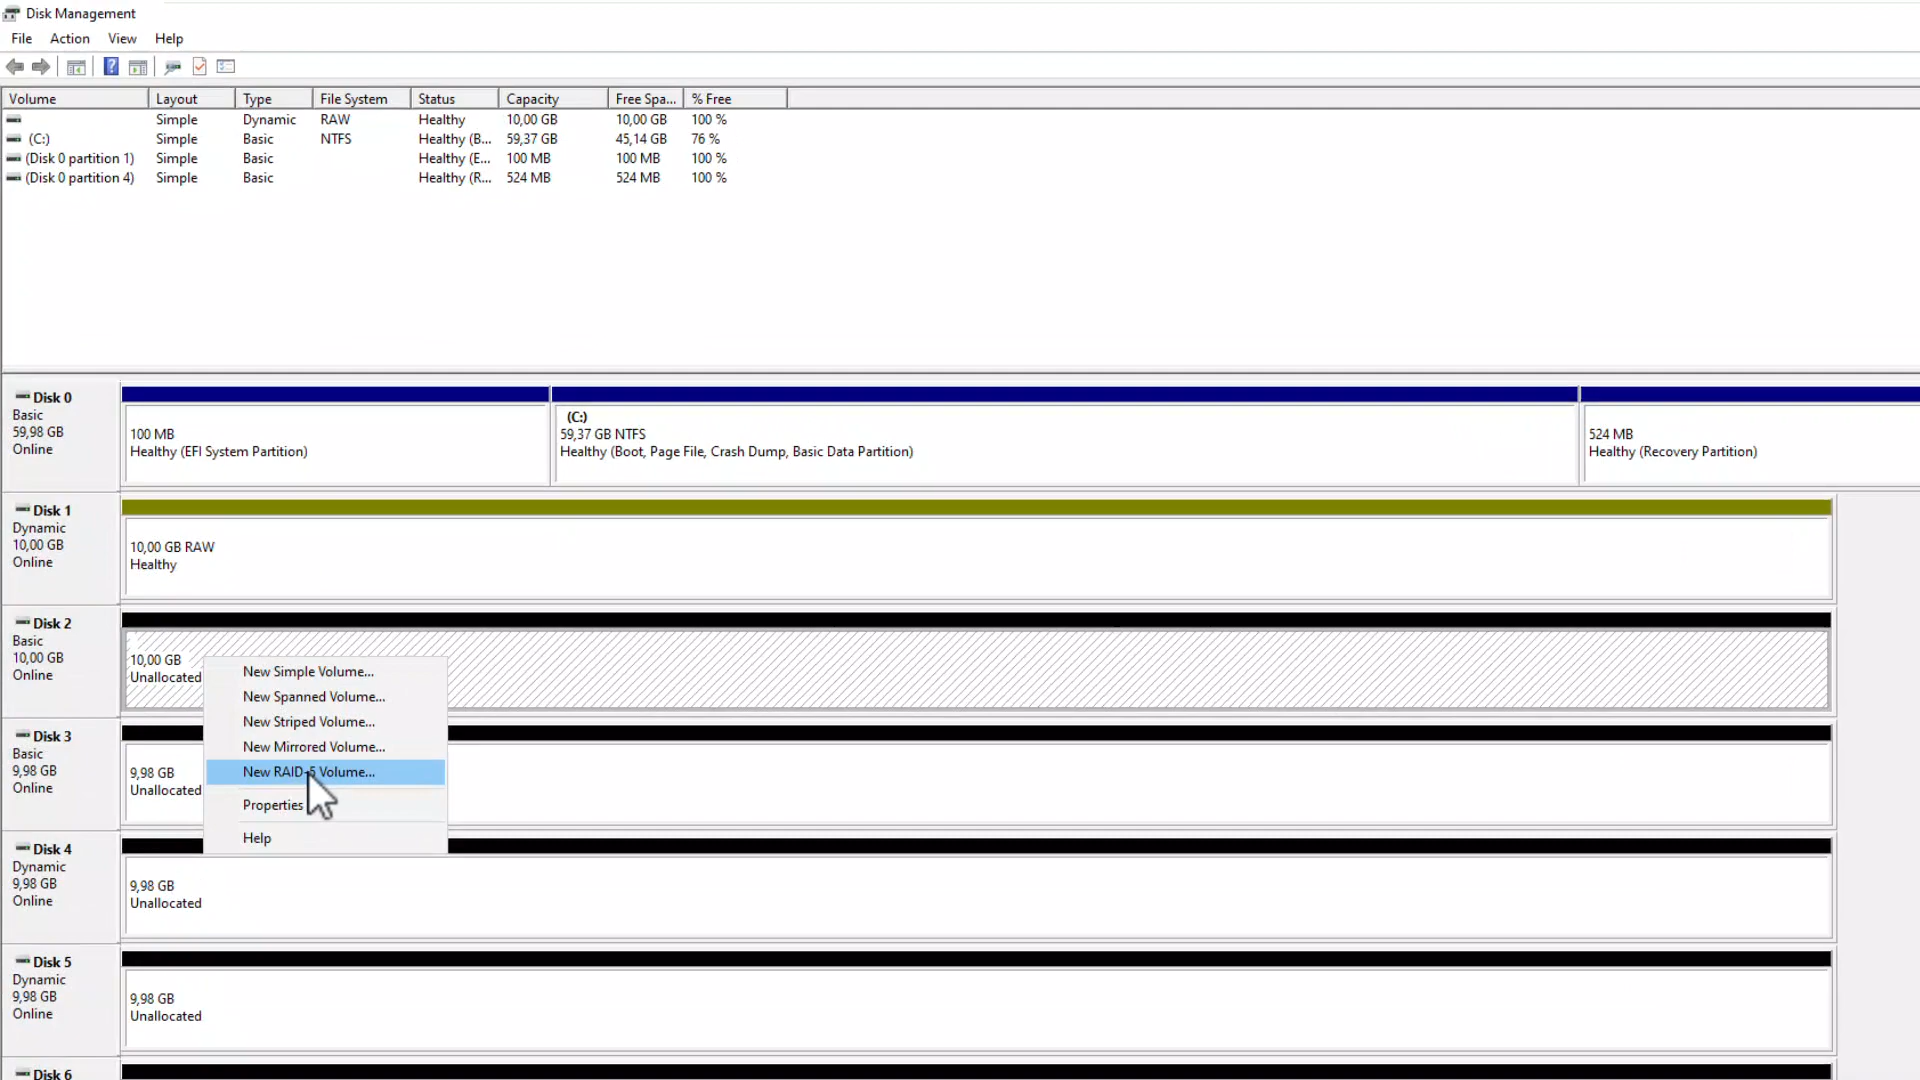 Disk Management
File Action View Help
Volume Layout Type File System Status Capacity Free Spa... % Free
Simple Dynamic RAW Healthy 10,00 GB 10,00 GB 100 %
(C:) Simple Basic NTFS Healthy (B... 59,37 GB 45,14 GB 76 %
(Disk 0 partition 1) Simple Basic Healthy (E... 100 MB 100 MB 100 %
(Disk 0 partition 4) Simple Basic Healthy (R... 524 MB 524 MB 100 %
Disk 0
Basic
59,98 GB
Online
100 MB
Healthy (EFI System Partition)
(C:)
59,37 GB NTFS
Healthy (Boot, Page File, Crash Dump, Basic Data Partition)
524 MB
Healthy (Recovery Partition)
Disk 1
Dynamic
10,00 GB
Online
10,00 GB RAW
Healthy
Disk 2
Basic
10,00 GB
Online
10,00 GB
Unallocated
New Simple Volume...
New Spanned Volume...
New Striped Volume...
New Mirrored Volume...
New RAID-5 Volume...
Properties
Help
Disk 3
Basic
9,98 GB
Online
9,98 GB
Unallocated
Disk 4
Dynamic
9,98 GB
Online
9,98 GB
Unallocated
Disk 5
Dynamic
9,98 GB
Online
9,98 GB
Unallocated
Disk 6